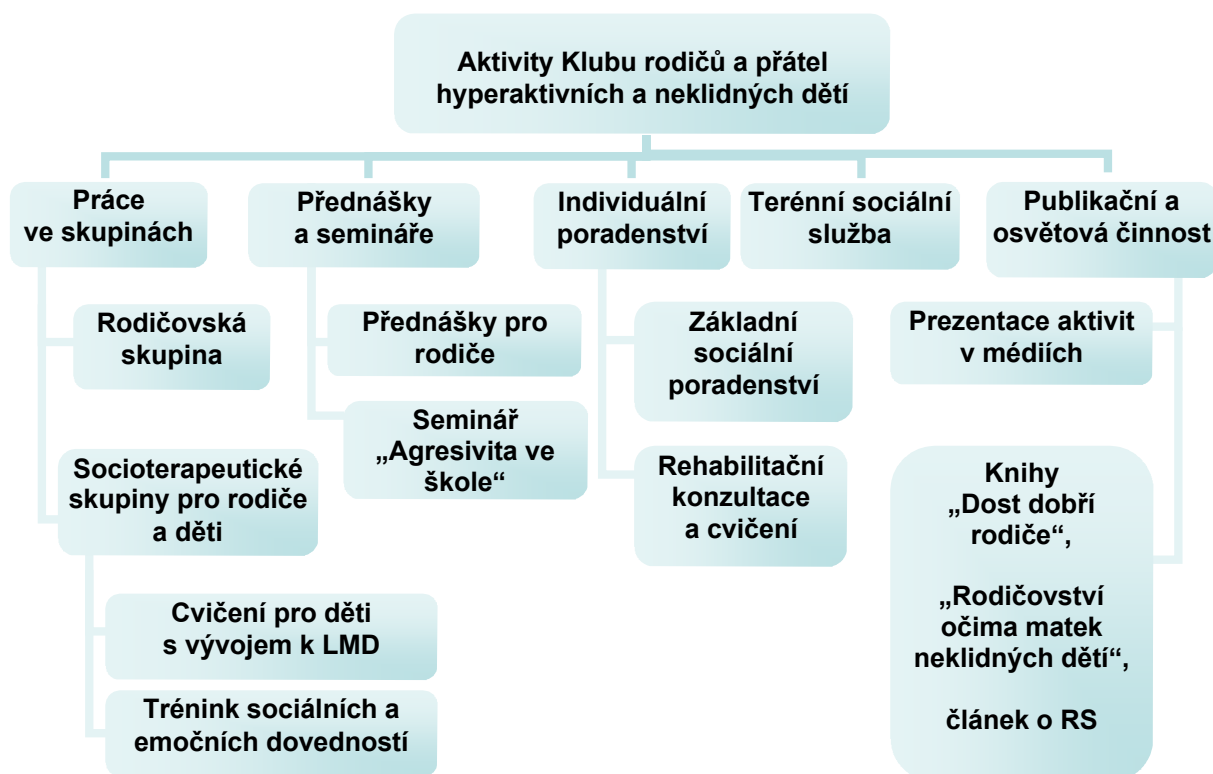 Aktivity Klubu rodičů a přátel
hyperaktivních a neklidných dětí
Práce
ve skupinách
Přednášky
a semináře
Individuální
poradenství
Terénní sociální
služba
Publikační a
osvětová činnost
Rodičovská
skupina
Socioterapeutické
skupiny pro rodiče
a děti
Cvičení pro děti
s vývojem k LMD
Trénink sociálních a
emočních dovedností
Přednášky pro
rodiče
Seminář
„Agresivita ve
škole“
Základní
sociální
poradenství
Rehabilitační
konzultace
a cvičení
Prezentace aktivit
v médiích
Knihy
„Dost dobří
rodiče“,
„Rodičovství
očima matek
neklidných dětí“,
článek o RS